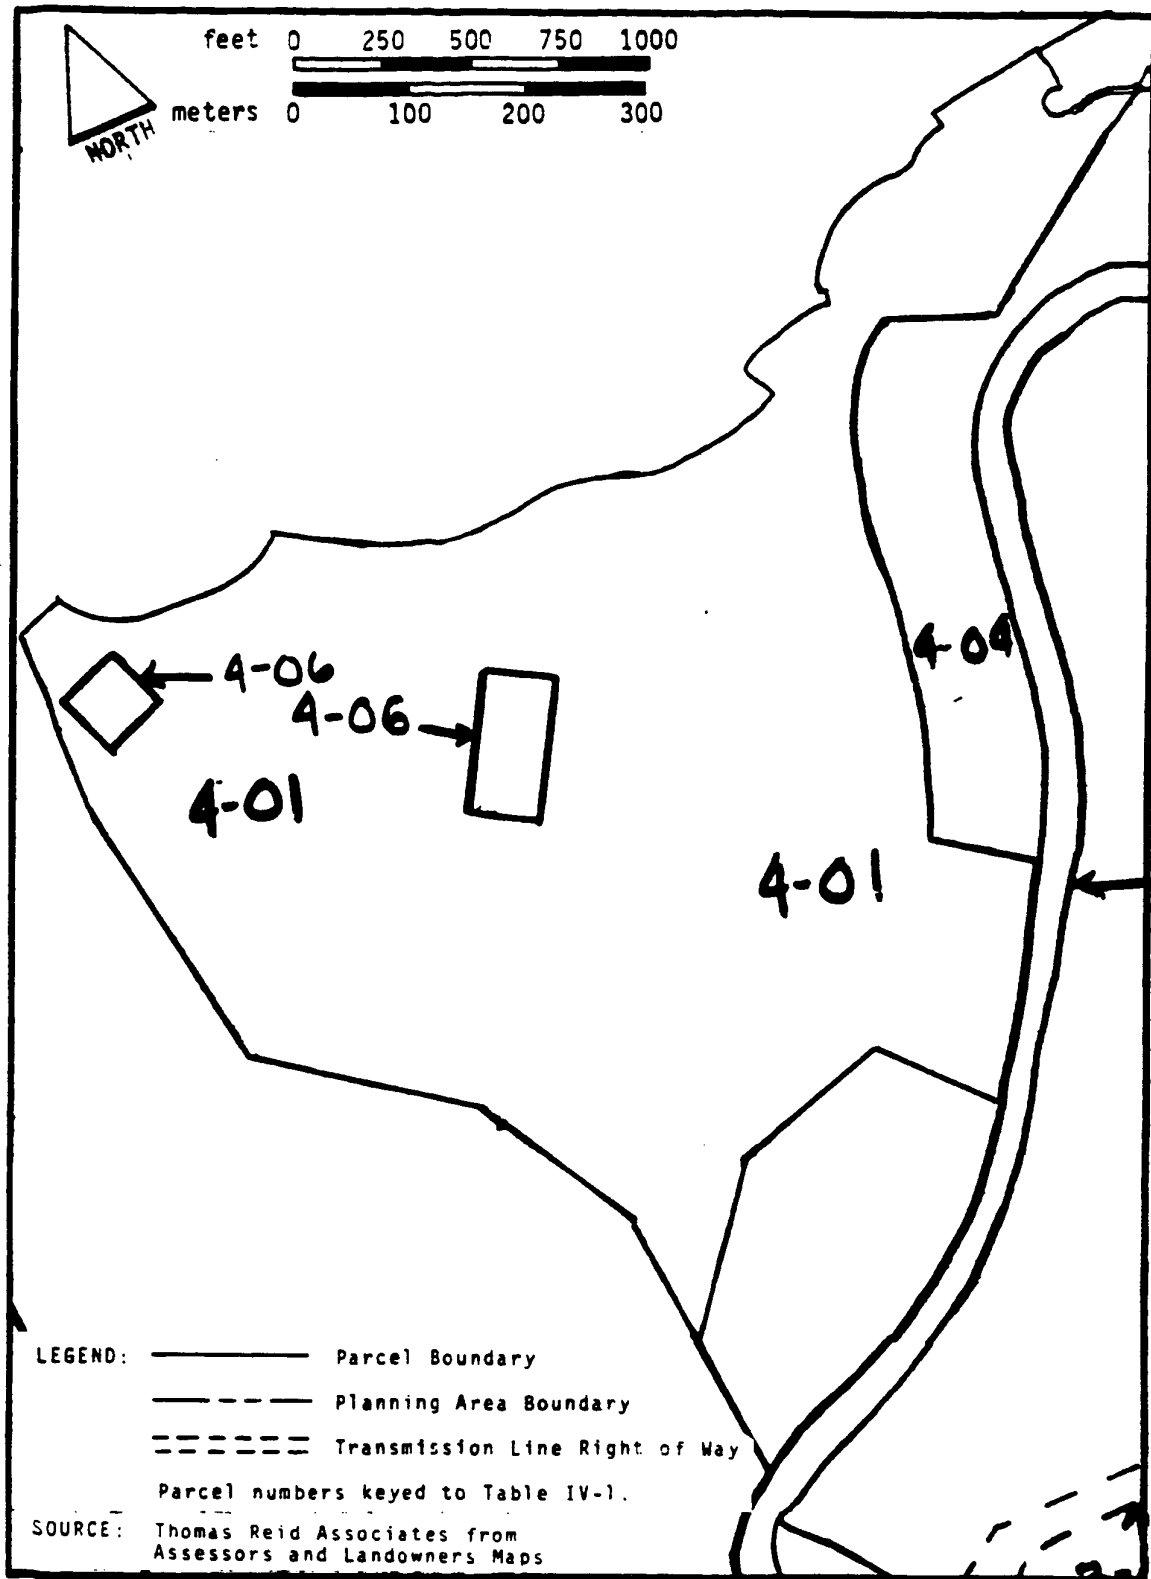 feet 0 250 500 750 1000
meters 0 100 200 300
NORTH
4-04
4-06
4-06
4-01
4-01
LEGEND: Parcel Boundary
Planning Area Boundary
Transmission Line Right of Way
Parcel numbers keyed to Table IV-1.
SOURCE: Thomas Reid Associates from
Assessors and Landowners Maps